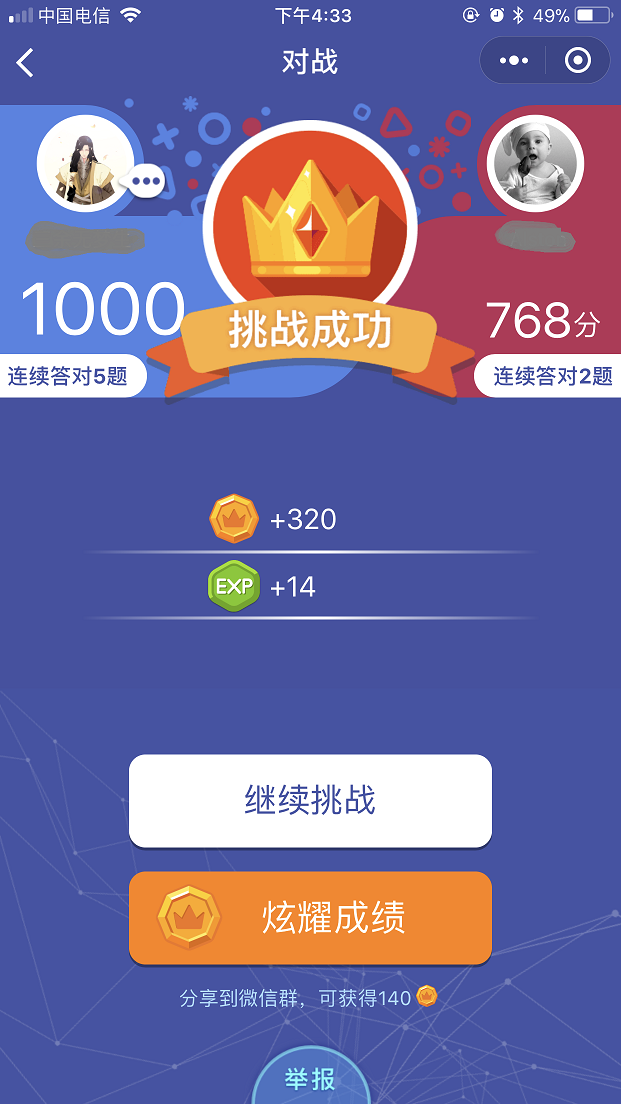 中国电信
下午4:33
49%
对战
1000
768分
挑战成功
连续答对5题
连续答对2题
+320
EXP +14
继续挑战
炫耀成绩
分享到微信群，可获得140
举报